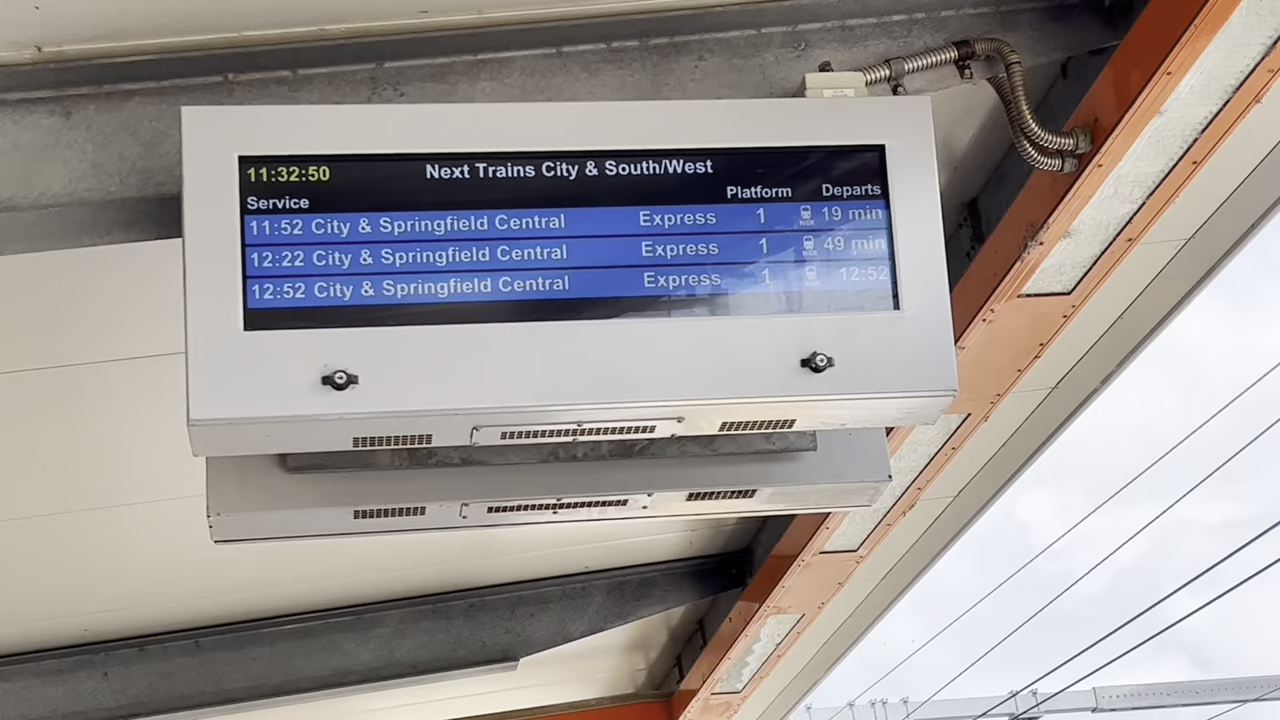 11:32:50 Next Trains City & South/West
Service Platform Departs
11:52 City & Springfield Central Express 1 19 min
12:22 City & Springfield Central Express 1 49 min
12:52 City & Springfield Central Express 1 12:52